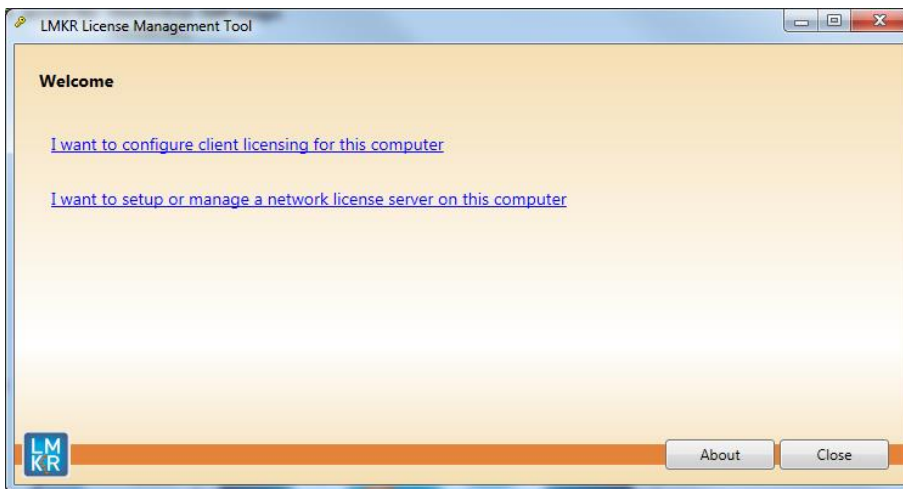 LMKR License Management Tool
Welcome
I want to configure client licensing for this computer
I want to setup or manage a network license server on this computer
LM
KR
About Close